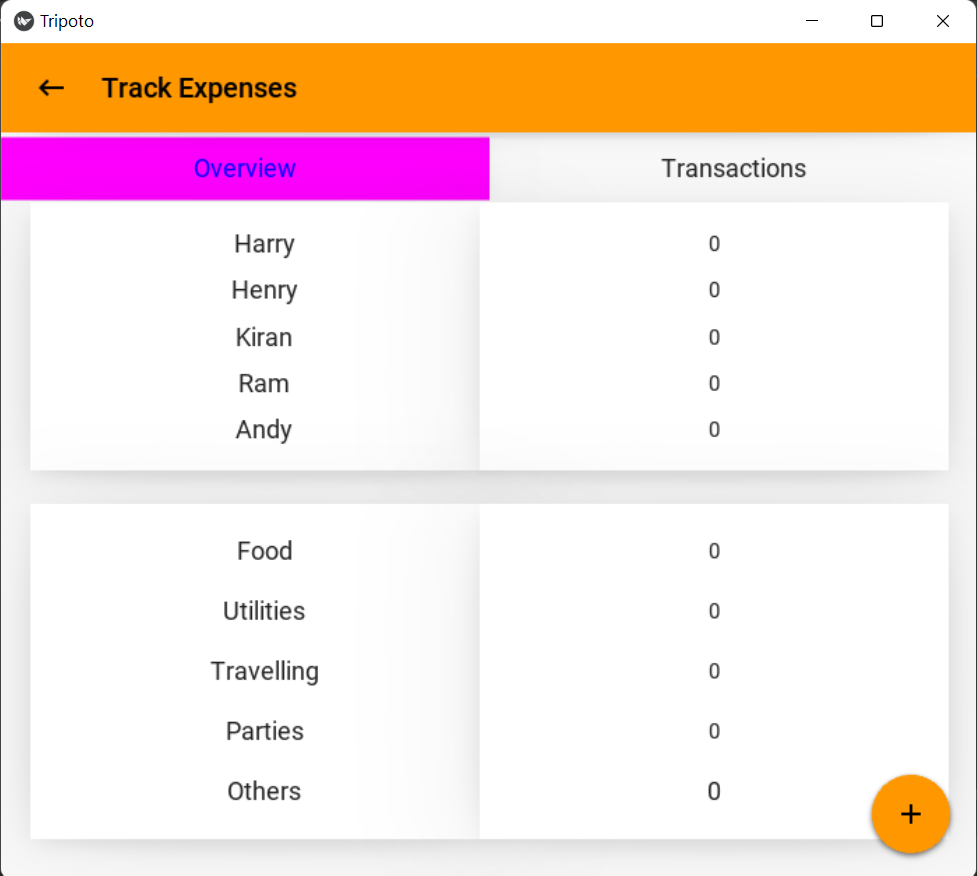 Tripoto
Track Expenses
Overview Transactions
Harry 0
Henry 0
Kiran 0
Ram 0
Andy 0
Food 0
Utilities 0
Travelling 0
Parties 0
Others 0
+